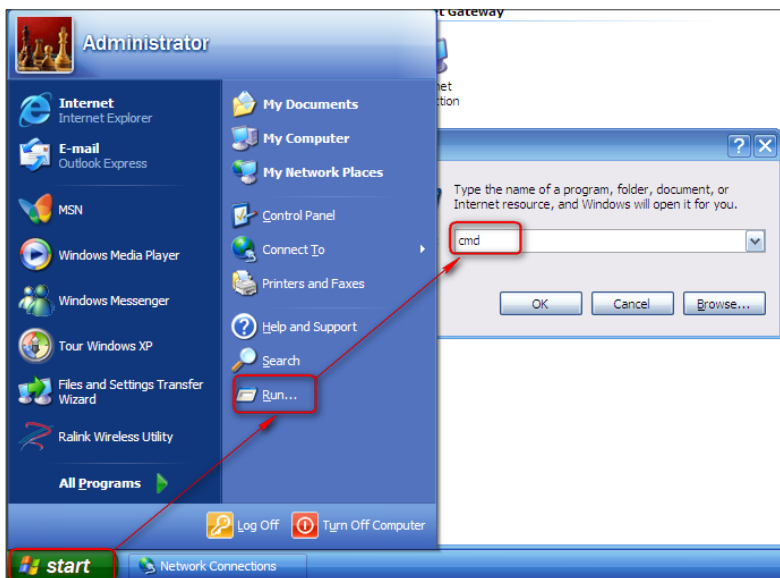 Administrator
Internet
Internet Explorer
E-mail
Outlook Express
MSN
Windows Media Player
Windows Messenger
Tour Windows XP
Files and Settings Transfer
Wizard
Ralink Wireless Utility
All Programs
My Documents
My Computer
My Network Places
Control Panel
Connect To
Printers and Faxes
Help and Support
Search
Run...
Log Off
Turn Off Computer
start
Network Connections
Gateway
Type the name of a program, folder, document, or
Internet resource, and Windows will open it for you.
cmd
OK
Cancel
Browse...